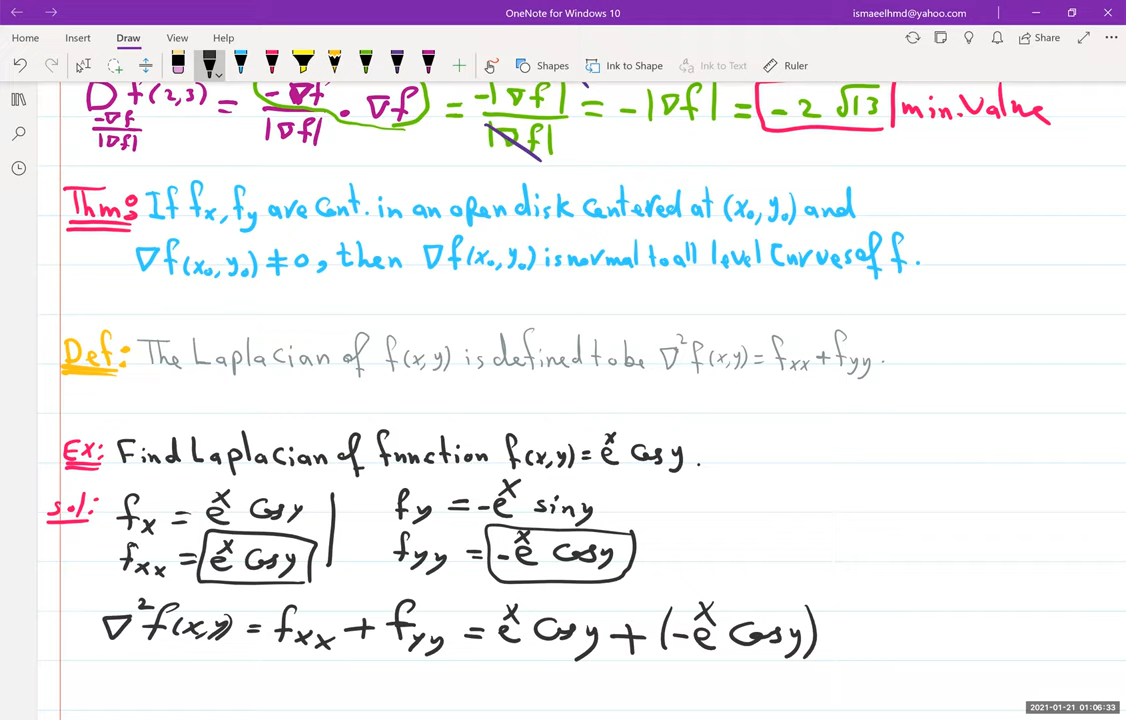 OneNote for Windows 10
ismaeelhmd@yahoo.com
Home Insert Draw View Help
Share
Shapes Ink to Shape Ink to Text Ruler
D f(2,3) = -∇f/|∇f| · ∇f = -|∇f|/|∇f| = -|∇f| = -2√13 min. Value
-∇f/|∇f|
Thm: If fx, fy are Cont. in an open disk Centered at (x₀, y₀) and
∇f(x₀, y₀) ≠ 0, then ∇f(x₀, y₀) is normal to all level Curves of f.
Def: The Laplacian of f(x,y) is defined to be ∇²f(x,y) = fxx + fyy.
Ex: Find Laplacian of function f(x,y) = e^x Cos y.
sol: fx = e^x Cos y | fy = -e^x sin y
fxx = e^x Cos y | fyy = -e^x Cos y
∇²f(x,y) = fxx + fyy = e^x Cos y + (-e^x Cos y)
2021-01-21 01:06:33